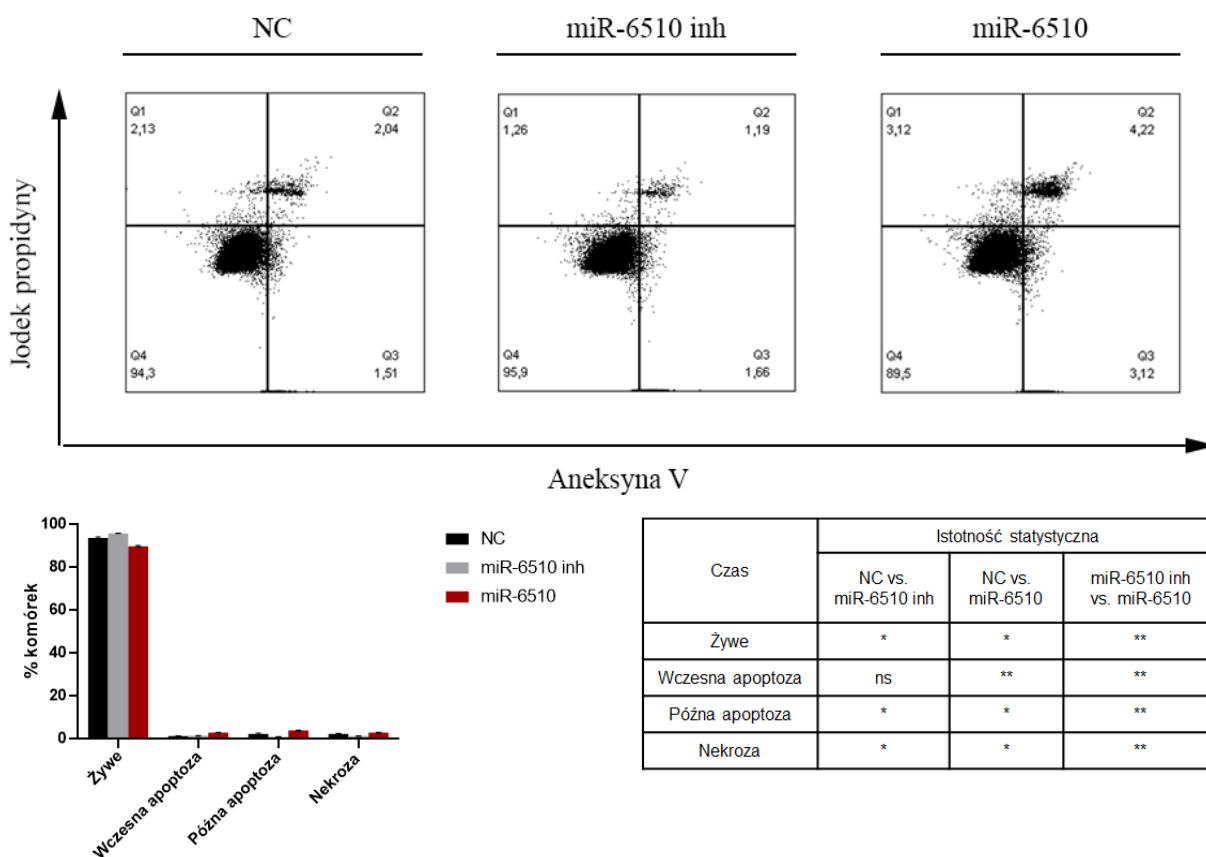 NC
miR-6510 inh
miR-6510
Q1
2,13
Q2
2,04
Q4
94,3
Q3
1,51
Q1
1,26
Q2
1,19
Q4
95,9
Q3
1,66
Q1
3,12
Q2
4,22
Q4
89,5
Q3
3,12
Jodek propidyny
Aneksyna V
% komórek
100
80
60
40
20
0
Żywe
Wczesna apoptoza
Późna apoptoza
Nekroza
NC
miR-6510 inh
miR-6510
Czas
Istotność statystyczna
NC vs.
miR-6510 inh
NC vs.
miR-6510
miR-6510 inh
vs. miR-6510
Żywe * * **
Wczesna apoptoza ns ** **
Późna apoptoza * * **
Nekroza * * **